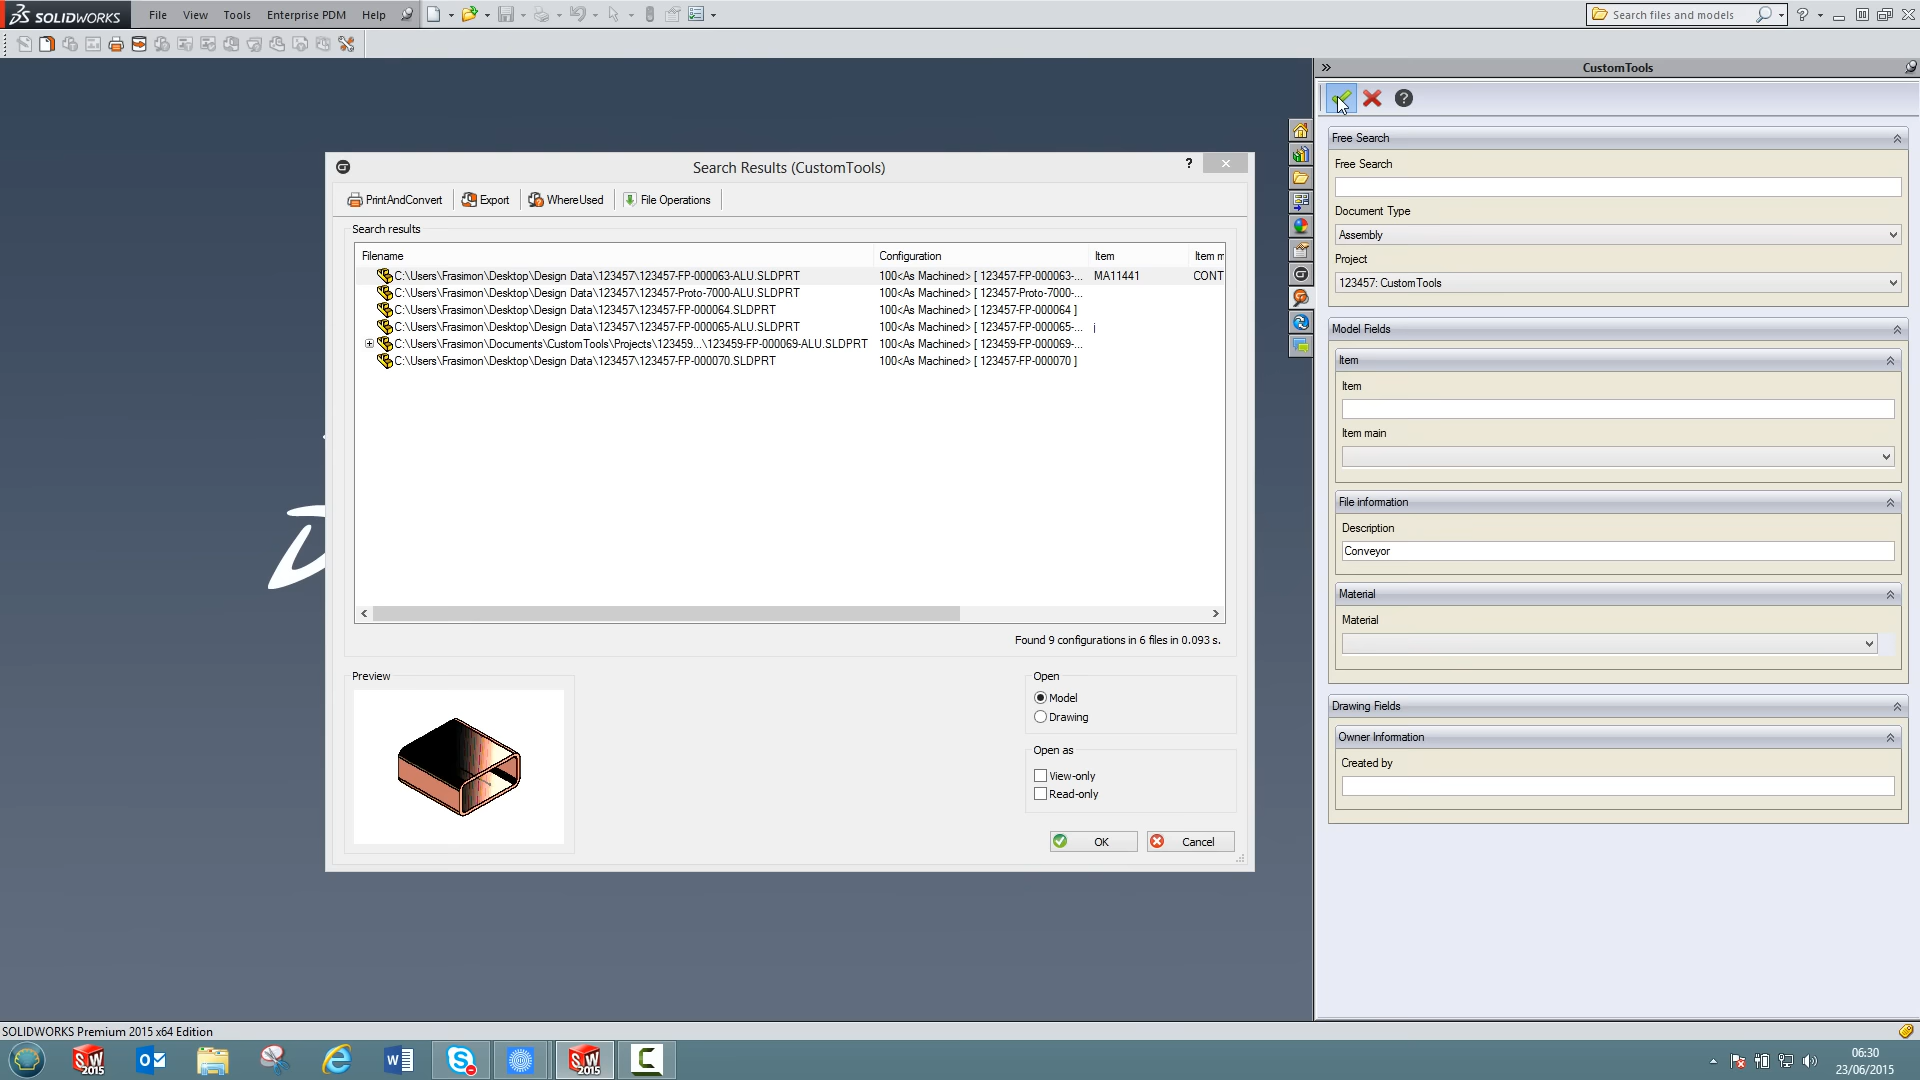 SOLIDWORKS
File View Tools Enterprise PDM Help
Search files and models
CustomTools
Free Search
Free Search
Document Type
Assembly
Project
123457: CustomTools
Model Fields
Item
Item
Item main
File information
Description
Conveyor
Material
Material
Drawing Fields
Owner Information
Created by
Search Results (CustomTools)
PrintAndConvert Export WhereUsed File Operations
Search results
Filename Configuration Item Item m
C:\Users\Frasimon\Desktop\Design Data\123457\123457-FP-000063-ALU.SLDPRT 100<As Machined> [ 123457-FP-000063-... MA11441 CONT
C:\Users\Frasimon\Desktop\Design Data\123457\123457-Proto-7000-ALU.SLDPRT 100<As Machined> [ 123457-Proto-7000-...
C:\Users\Frasimon\Desktop\Design Data\123457\123457-FP-000064.SLDPRT 100<As Machined> [ 123457-FP-000064 ]
C:\Users\Frasimon\Desktop\Design Data\123457\123457-FP-000065-ALU.SLDPRT 100<As Machined> [ 123457-FP-000065-... j
C:\Users\Frasimon\Documents\CustomTools\Projects\123459...\123459-FP-000069-ALU.SLDPRT 100<As Machined> [ 123459-FP-000069-...
C:\Users\Frasimon\Desktop\Design Data\123457\123457-FP-000070.SLDPRT 100<As Machined> [ 123457-FP-000070 ]
Found 9 configurations in 6 files in 0.093 s.
Preview
Open
Model
Drawing
Open as
View-only
Read-only
OK Cancel
SOLIDWORKS Premium 2015 x64 Edition
SW 2015
SW 2015
06:30
23/06/2015